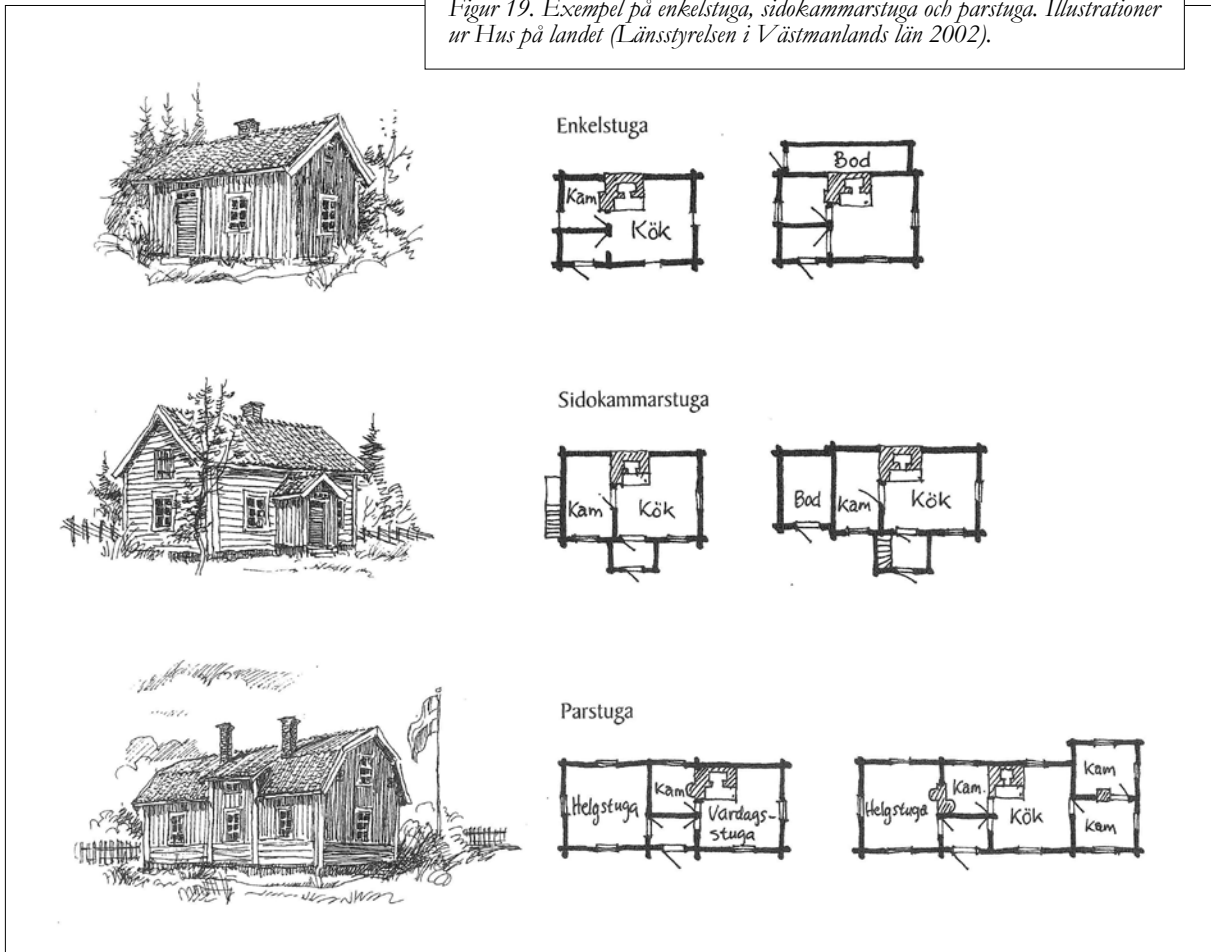 Figur 19. Exempel på enkelstuga, sidokammarstuga och parstuga. Illustrationer
ur Hus på landet (Länsstyrelsen i Västmanlands län 2002).
Enkelstuga
Kam
Kök
Bod
Sidokammarstuga
Kam
Kök
Bod
Kam
Kök
Parstuga
Helgstuga
Kam
Vardags-
stuga
Helgstuga
Kam.
Kök
Kam
Kam